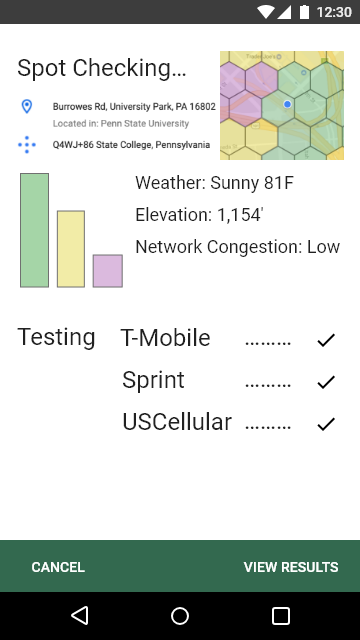 12:30
Spot Checking...
Burrowes Rd, University Park, PA 16802
Located in: Penn State University
Q4WJ+86 State College, Pennsylvania
Weather: Sunny 81F
Elevation: 1,154'
Network Congestion: Low
Testing T-Mobile ......... ✓
Sprint ......... ✓
USCellular ......... ✓
CANCEL VIEW RESULTS